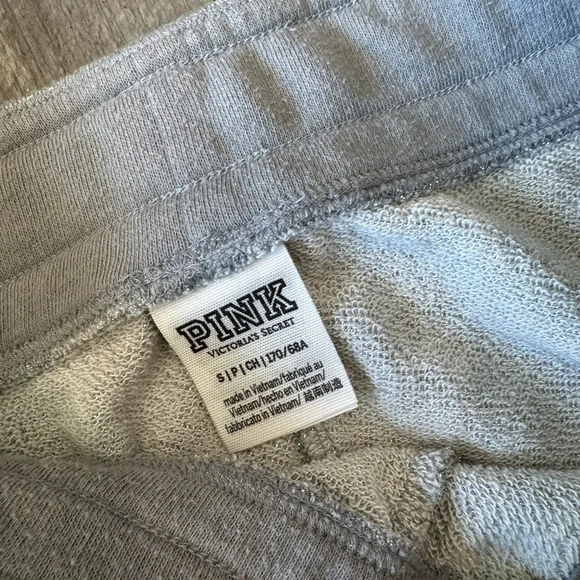 PINK
VICTORIA'S SECRET
S | P | CH | 170/68A
made in Vietnam/fabriqué au
Vietnam/hecho en Vietnam/
fabbricato in Vietnam/ 越南制造